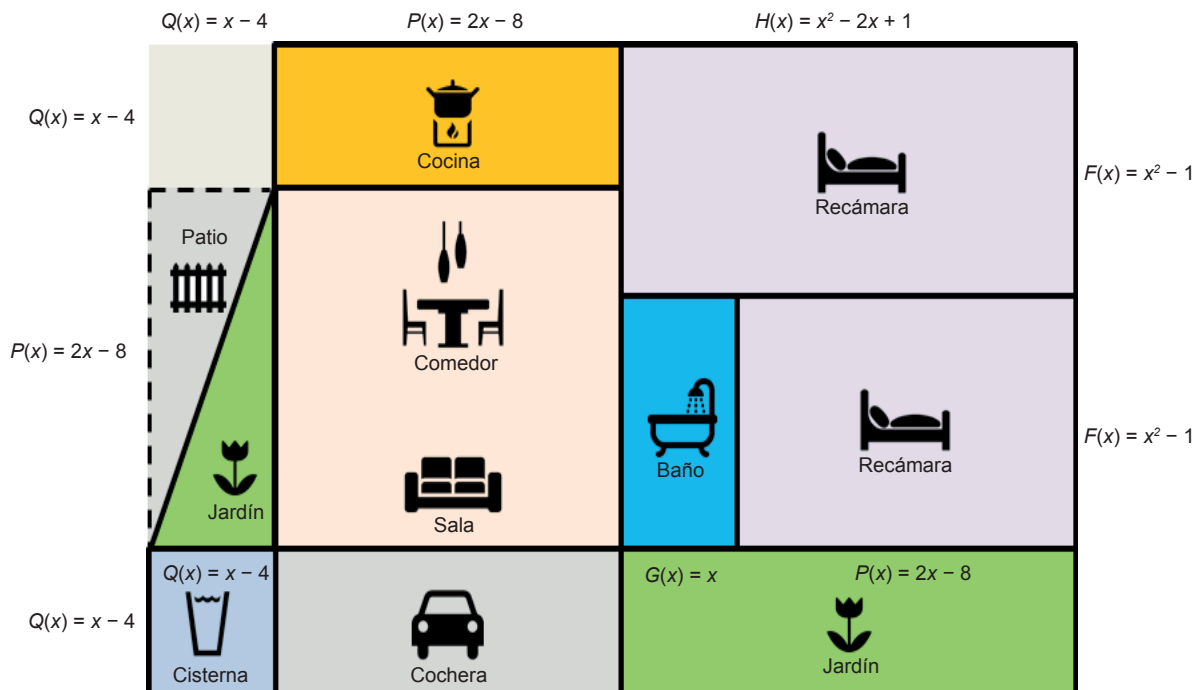 Q(x) = x − 4
P(x) = 2x − 8
H(x) = x² − 2x + 1
Q(x) = x − 4
Cocina
Recámara
F(x) = x² − 1
Patio
P(x) = 2x − 8
Comedor
Jardín
Sala
Baño
Recámara
F(x) = x² − 1
Q(x) = x − 4
Q(x) = x − 4
Cisterna
Cochera
G(x) = x
P(x) = 2x − 8
Jardín